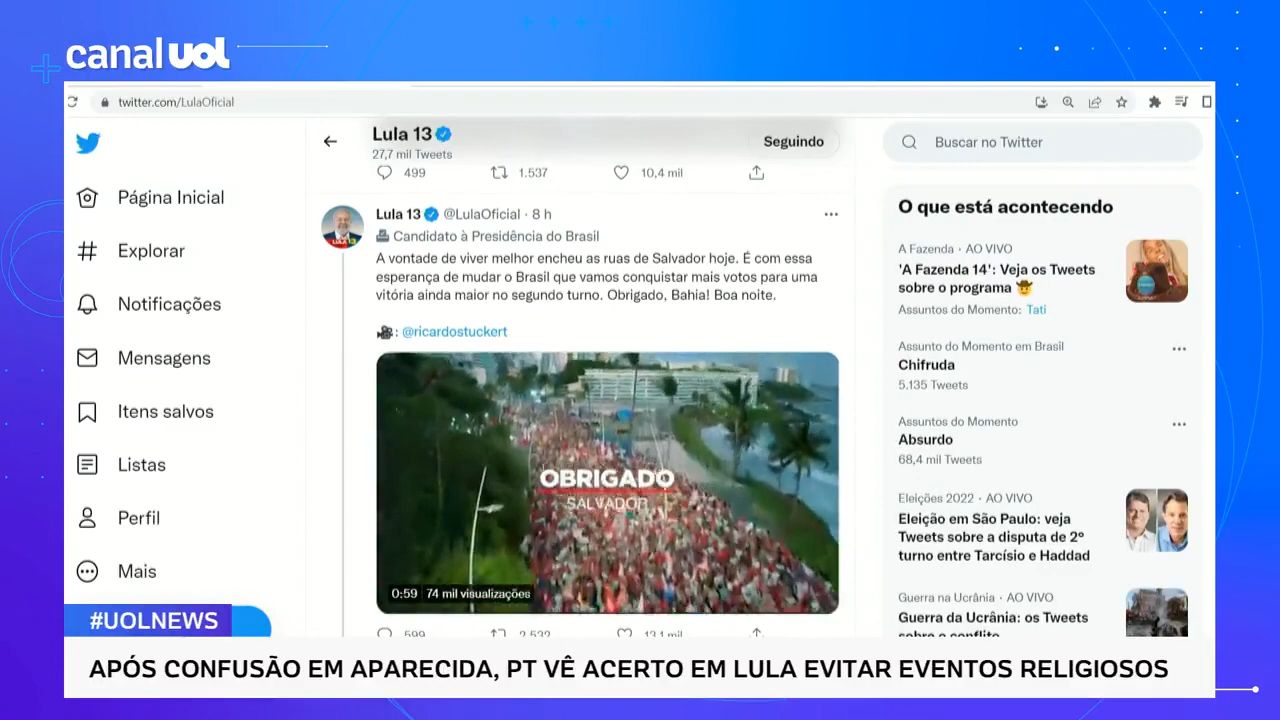 canal UOL
twitter.com/LulaOficial
Lula 13
27,7 mil Tweets
Seguindo
Buscar no Twitter
499 1.537 10,4 mil
Página Inicial
Explorar
Notificações
Mensagens
Itens salvos
Listas
Perfil
Mais
Lula 13 @LulaOficial · 8 h
Candidato à Presidência do Brasil
A vontade de viver melhor encheu as ruas de Salvador hoje. É com essa
esperança de mudar o Brasil que vamos conquistar mais votos para uma
vitória ainda maior no segundo turno. Obrigado, Bahia! Boa noite.
: @ricardostuckert
OBRIGADO
SALVADOR
0:59 74 mil visualizações
599 2.532 13,1 mil
O que está acontecendo
A Fazenda · AO VIVO
'A Fazenda 14': Veja os Tweets
sobre o programa 🤠
Assuntos do Momento: Tati
Assunto do Momento em Brasil
Chifruda
5.135 Tweets
Assuntos do Momento
Absurdo
68,4 mil Tweets
Eleições 2022 · AO VIVO
Eleição em São Paulo: veja
Tweets sobre a disputa de 2º
turno entre Tarcísio e Haddad
Guerra na Ucrânia · AO VIVO
Guerra da Ucrânia: os Tweets
sobre o conflito
#UOLNEWS
APÓS CONFUSÃO EM APARECIDA, PT VÊ ACERTO EM LULA EVITAR EVENTOS RELIGIOSOS